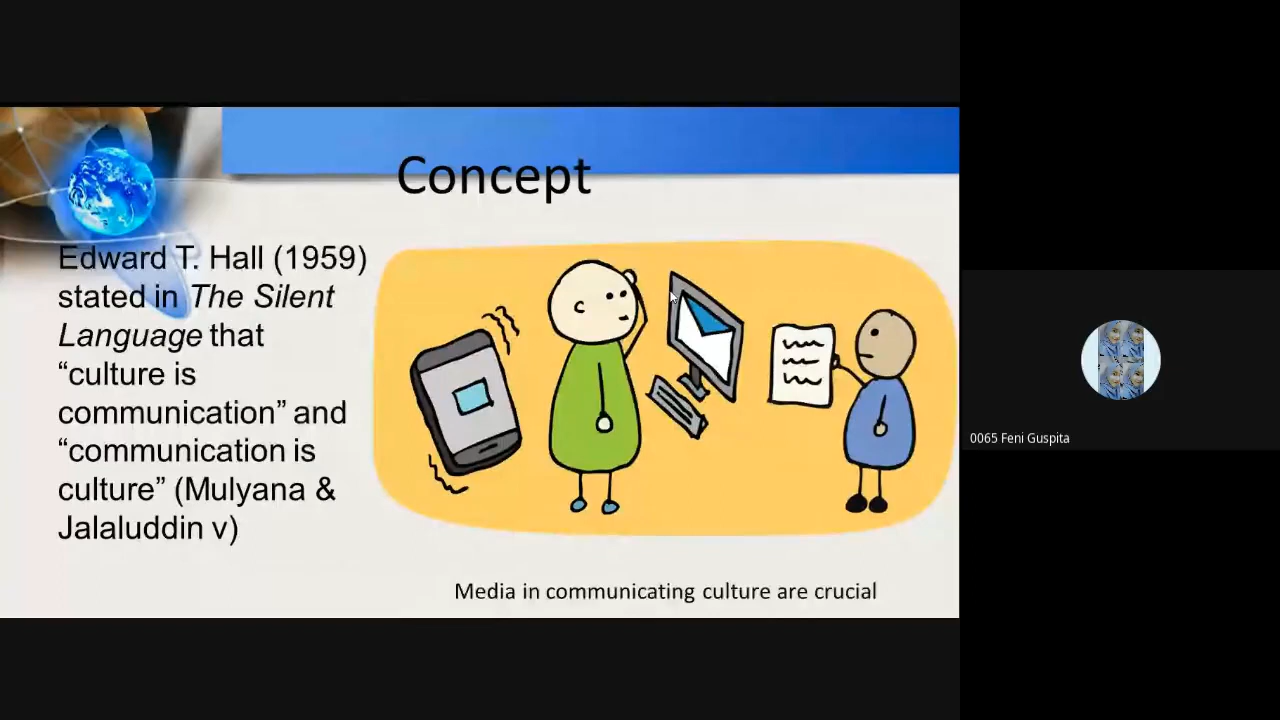 Concept
Edward T. Hall (1959)
stated in The Silent
Language that
“culture is
communication” and
“communication is
culture” (Mulyana &
Jalaluddin v)
Media in communicating culture are crucial
0065 Feni Guspita